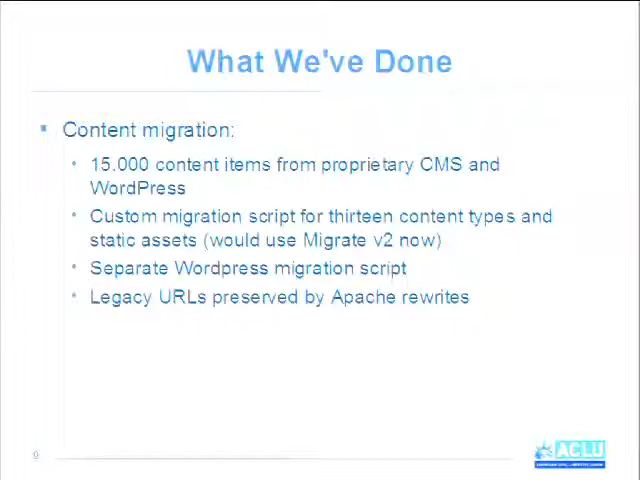 What We've Done
Content migration:
15.000 content items from proprietary CMS and
WordPress
Custom migration script for thirteen content types and
static assets (would use Migrate v2 now)
Separate Wordpress migration script
Legacy URLs preserved by Apache rewrites
9
ACLU